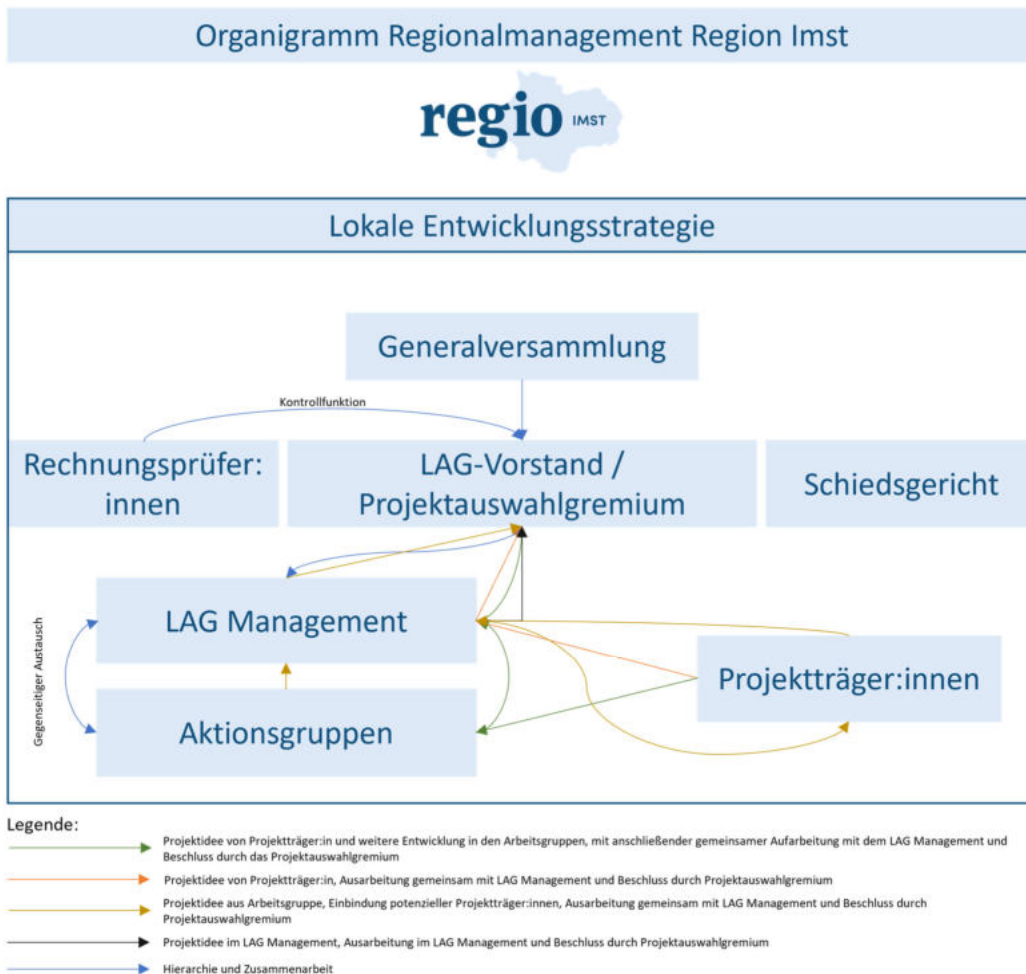 Organigramm Regionalmanagement Region Imst
regio IMST
Lokale Entwicklungsstrategie
Generalversammlung
Kontrollfunktion
Rechnungsprüfer:
innen
LAG-Vorstand /
Projektauswahlgremium
Schiedsgericht
LAG Management
Gegenseitiger Austausch
Projektträger:innen
Aktionsgruppen
Legende:
Projektidee von Projektträger:in und weitere Entwicklung in den Arbeitsgruppen, mit anschließender gemeinsamer Aufarbeitung mit dem LAG Management und
Beschluss durch das Projektauswahlgremium
Projektidee von Projektträger:in, Ausarbeitung gemeinsam mit LAG Management und Beschluss durch Projektauswahlgremium
Projektidee aus Arbeitsgruppe, Einbindung potenzieller Projektträger:innen, Ausarbeitung gemeinsam mit LAG Management und Beschluss durch
Projektauswahlgremium
Projektidee im LAG Management, Ausarbeitung im LAG Management und Beschluss durch Projektauswahlgremium
Hierarchie und Zusammenarbeit